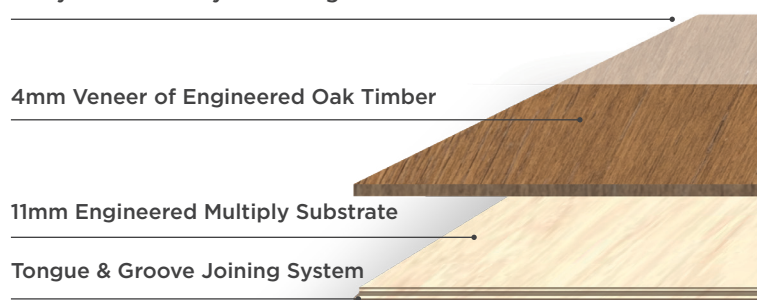 4mm Veneer of Engineered Oak Timber
11mm Engineered Multiply Substrate
Tongue & Groove Joining System